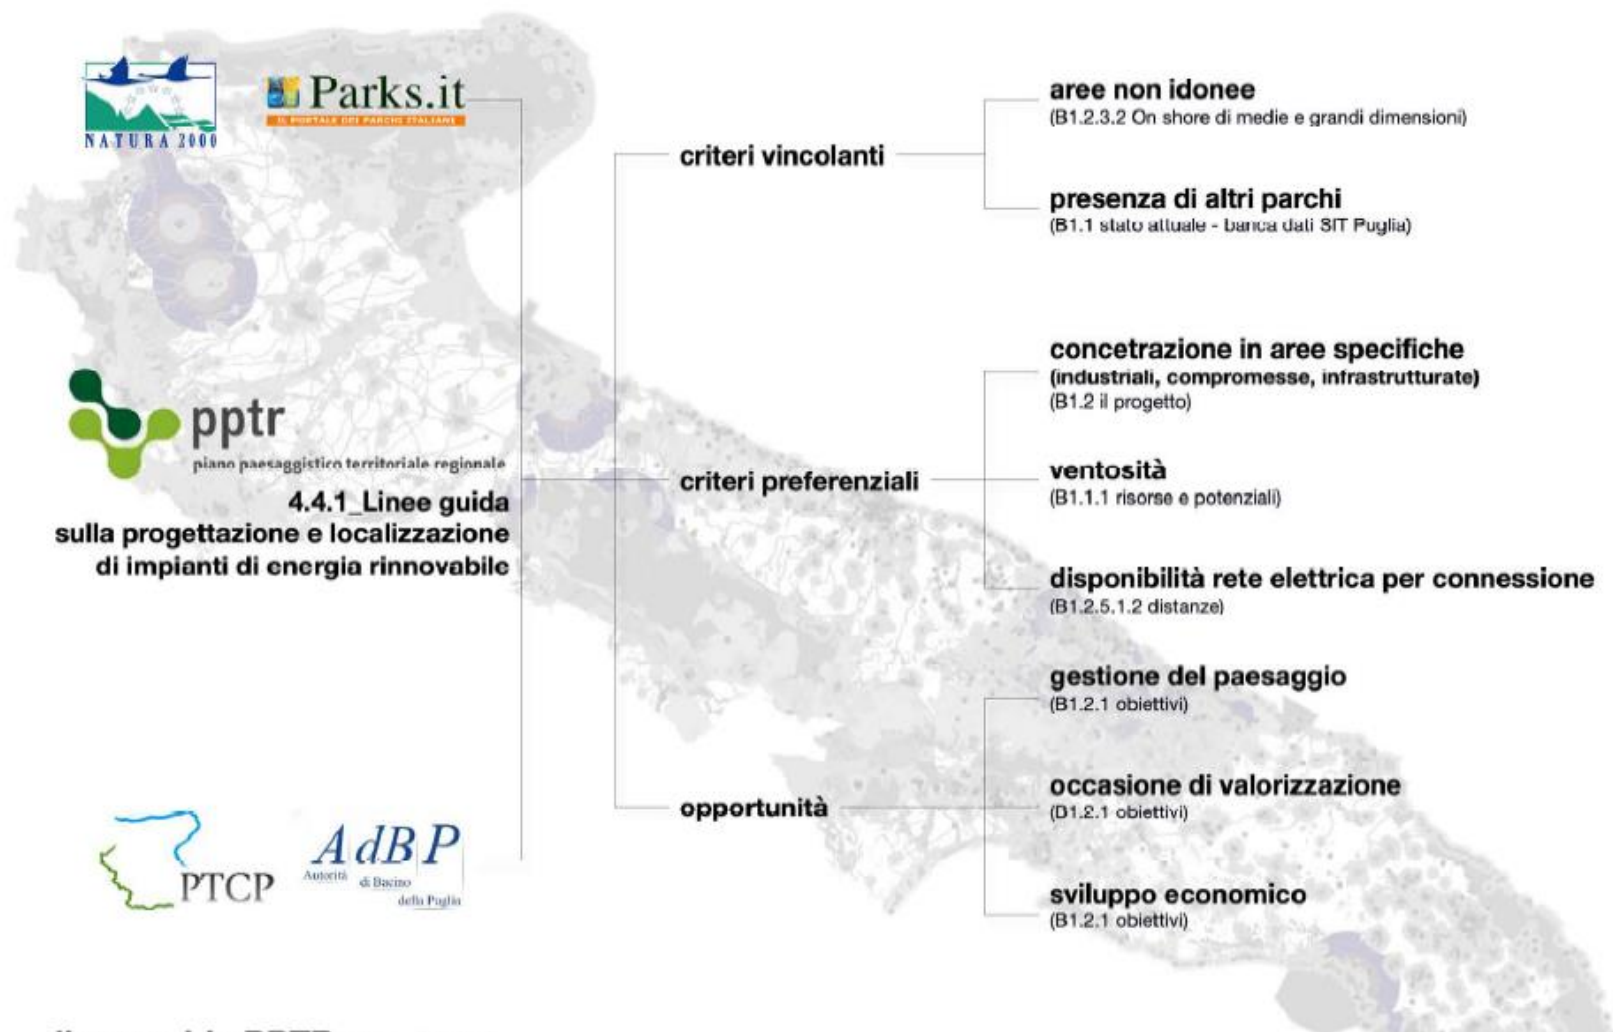 NATURA 2000
Parks.it
IL PORTALE DEI PARCHI ITALIANI
pptr
piano paesaggistico territoriale regionale
4.4.1_Linee guida
sulla progettazione e localizzazione
di impianti di energia rinnovabile
PTCP
AdBP
Autorità di Bacino
della Puglia
criteri vincolanti
aree non idonee
(B1.2.3.2 On shore di medie e grandi dimensioni)
presenza di altri parchi
(B1.1 stato attuale - banca dati SIT Puglia)
criteri preferenziali
concetrazione in aree specifiche
(industriali, compromesse, infrastrutturate)
(B1.2 il progetto)
ventosità
(B1.1.1 risorse e potenziali)
disponibilità rete elettrica per connessione
(B1.2.5.1.2 distanze)
opportunità
gestione del paesaggio
(B1.2.1 obiettivi)
occasione di valorizzazione
(B1.2.1 obiettivi)
sviluppo economico
(B1.2.1 obiettivi)